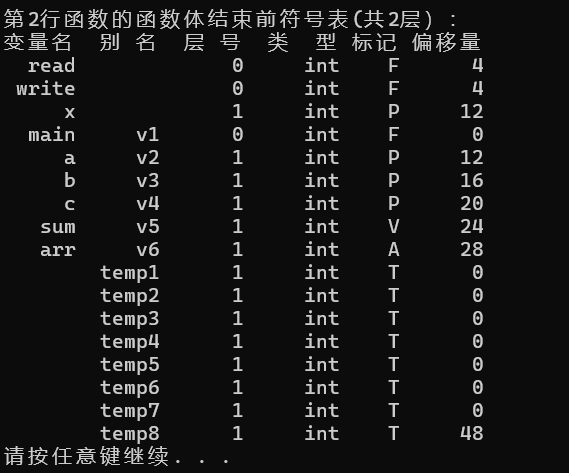 第2行函数的函数体结束前符号表(共2层)：
变量名 别 名 层 号 类 型 标记 偏移量
read 0 int F 4
write 0 int F 4
x 1 int P 12
main v1 0 int F 0
a v2 1 int P 12
b v3 1 int P 16
c v4 1 int P 20
sum v5 1 int V 24
arr v6 1 int A 28
temp1 1 int T 0
temp2 1 int T 0
temp3 1 int T 0
temp4 1 int T 0
temp5 1 int T 0
temp6 1 int T 0
temp7 1 int T 0
temp8 1 int T 48
请按任意键继续. . .